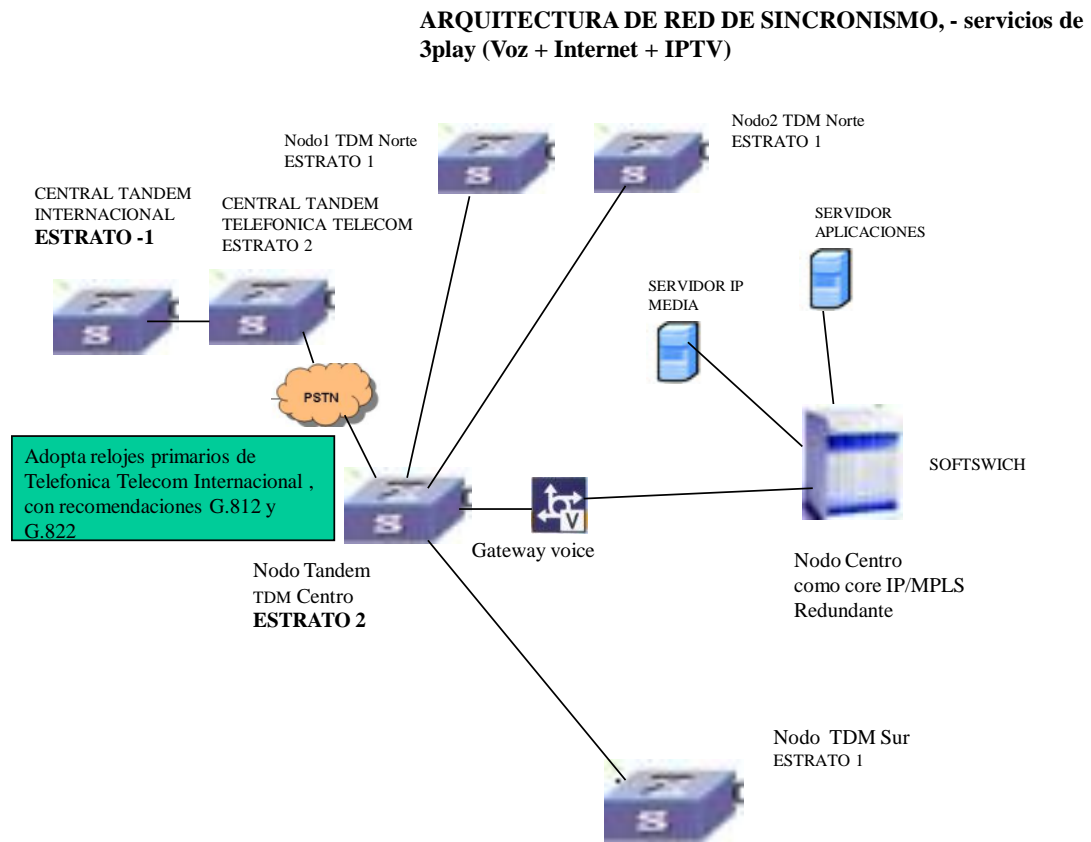 ARQUITECTURA DE RED DE SINCRONISMO, - servicios de
3play (Voz + Internet + IPTV)
Nodo1 TDM Norte
ESTRATO 1
Nodo2 TDM Norte
ESTRATO 1
CENTRAL TANDEM
INTERNACIONAL
ESTRATO -1
CENTRAL TANDEM
TELEFONICA TELECOM
ESTRATO 2
SERVIDOR
APLICACIONES
SERVIDOR IP
MEDIA
PSTN
Adopta relojes primarios de
Telefonica Telecom Internacional ,
con recomendaciones G.812 y
G.822
SOFTSWICH
V
Gateway voice
Nodo Tandem
TDM Centro
ESTRATO 2
Nodo Centro
como core IP/MPLS
Redundante
Nodo TDM Sur
ESTRATO 1